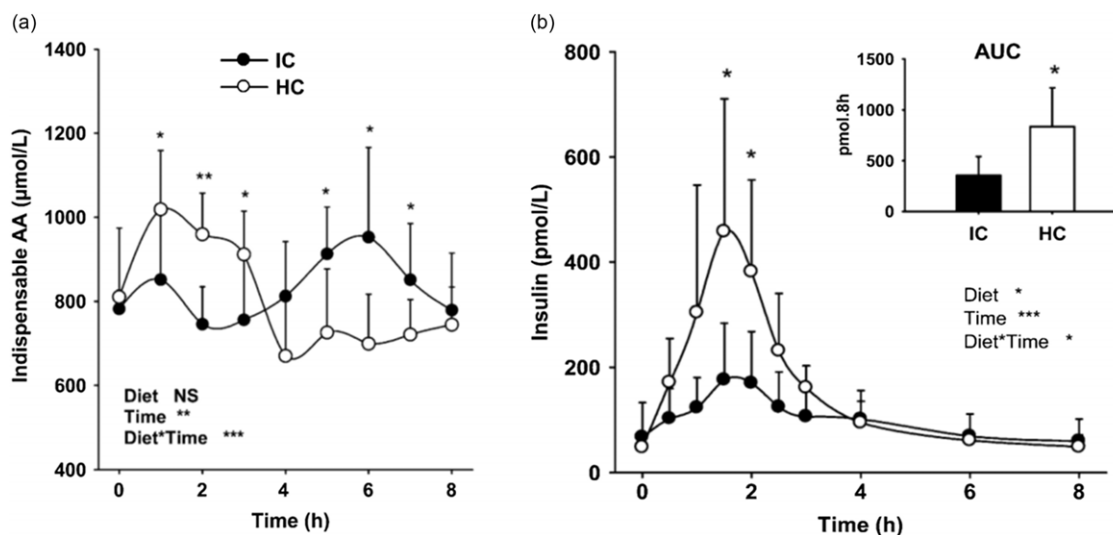 (a)
1400
1200
1000
800
600
400
Indispensable AA (µmol/L)
IC
HC
*
**
*
*
*
*
Diet NS
Time **
Diet*Time ***
0 2 4 6 8
Time (h)
(b)
800
600
400
200
0
Insulin (pmol/L)
*
*
AUC
1500
1000
500
0
pmol.8h
*
IC HC
Diet *
Time ***
Diet*Time *
0 2 4 6 8
Time (h)